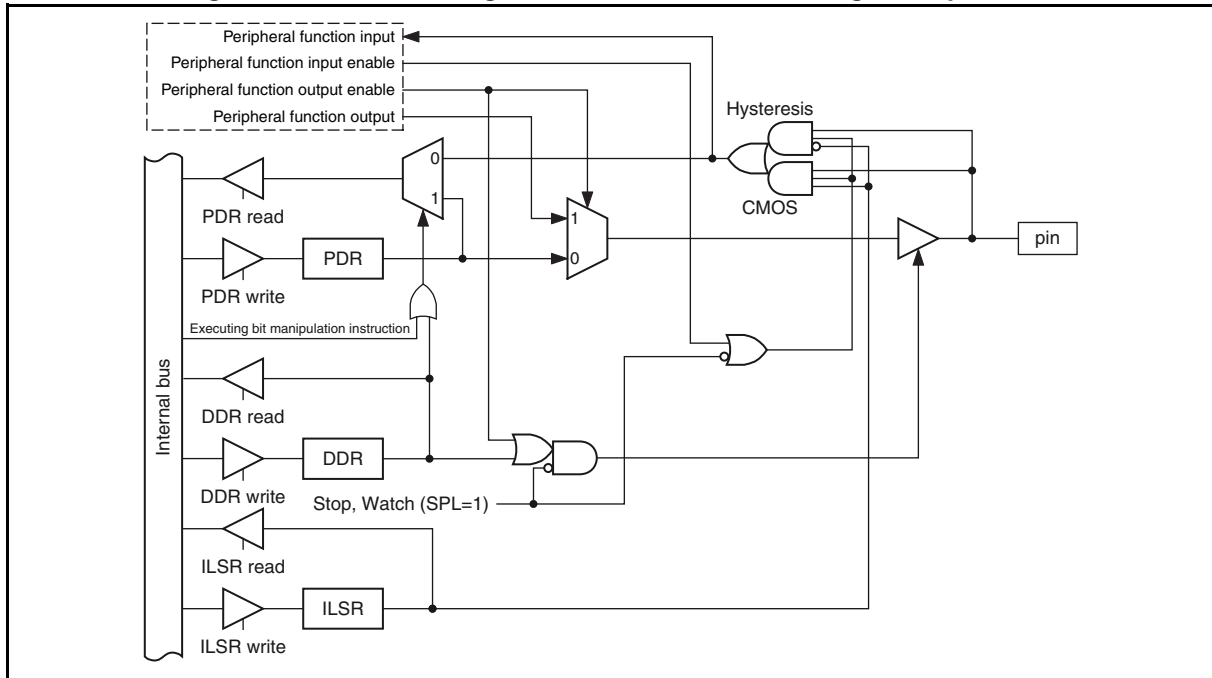 Peripheral function input
Peripheral function input enable
Peripheral function output enable
Peripheral function output
Hysteresis
0
1
CMOS
PDR read
1
PDR
0
pin
PDR write
Executing bit manipulation instruction
Internal bus
DDR read
DDR
DDR write
Stop, Watch (SPL=1)
ILSR read
ILSR
ILSR write